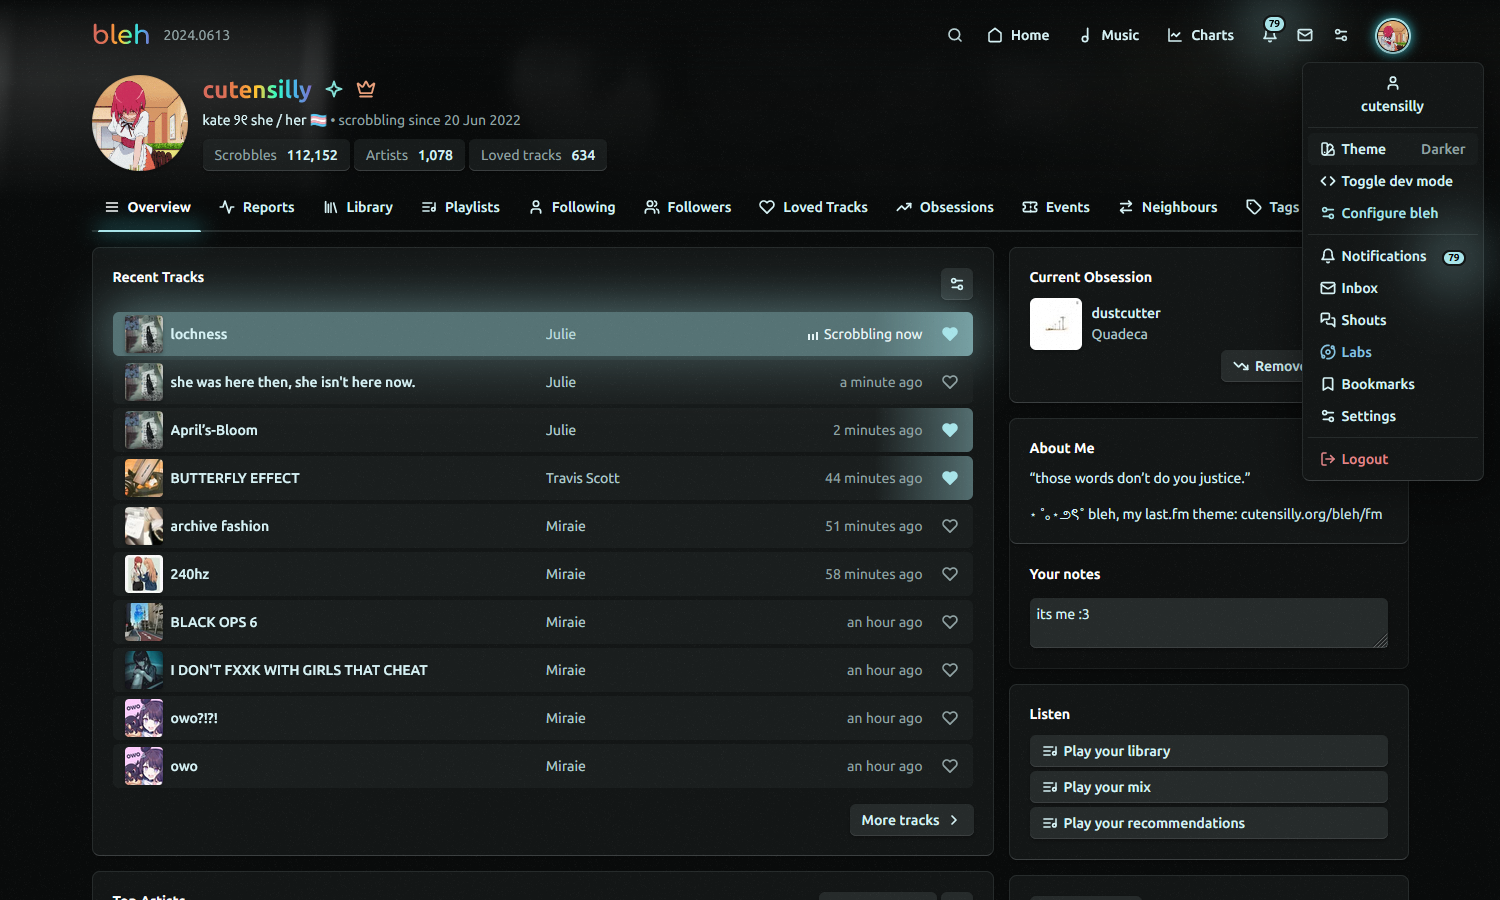 bleh 2024.0613
Home
Music
Charts
79
cutensilly
kate ୨୧ she / her 🏳️‍⚧️ • scrobbling since 20 Jun 2022
Scrobbles 112,152
Artists 1,078
Loved tracks 634
Overview
Reports
Library
Playlists
Following
Followers
Loved Tracks
Obsessions
Events
Neighbours
Tags
cutensilly
Theme Darker
Toggle dev mode
Configure bleh
Notifications 79
Inbox
Shouts
Labs
Bookmarks
Settings
Logout
Recent Tracks
lochness Julie Scrobbling now
she was here then, she isn't here now. Julie a minute ago
April's-Bloom Julie 2 minutes ago
BUTTERFLY EFFECT Travis Scott 44 minutes ago
archive fashion Miraie 51 minutes ago
240hz Miraie 58 minutes ago
BLACK OPS 6 Miraie an hour ago
I DON'T FXXK WITH GIRLS THAT CHEAT Miraie an hour ago
owo?!?! Miraie an hour ago
owo Miraie an hour ago
More tracks
Current Obsession
dustcutter
Quadeca
Remove
About Me
“those words don’t do you justice.”
⋆ ˚｡⋆୨୧˚ bleh, my last.fm theme: cutensilly.org/bleh/fm
Your notes
its me :3
Listen
Play your library
Play your mix
Play your recommendations
Top Artists